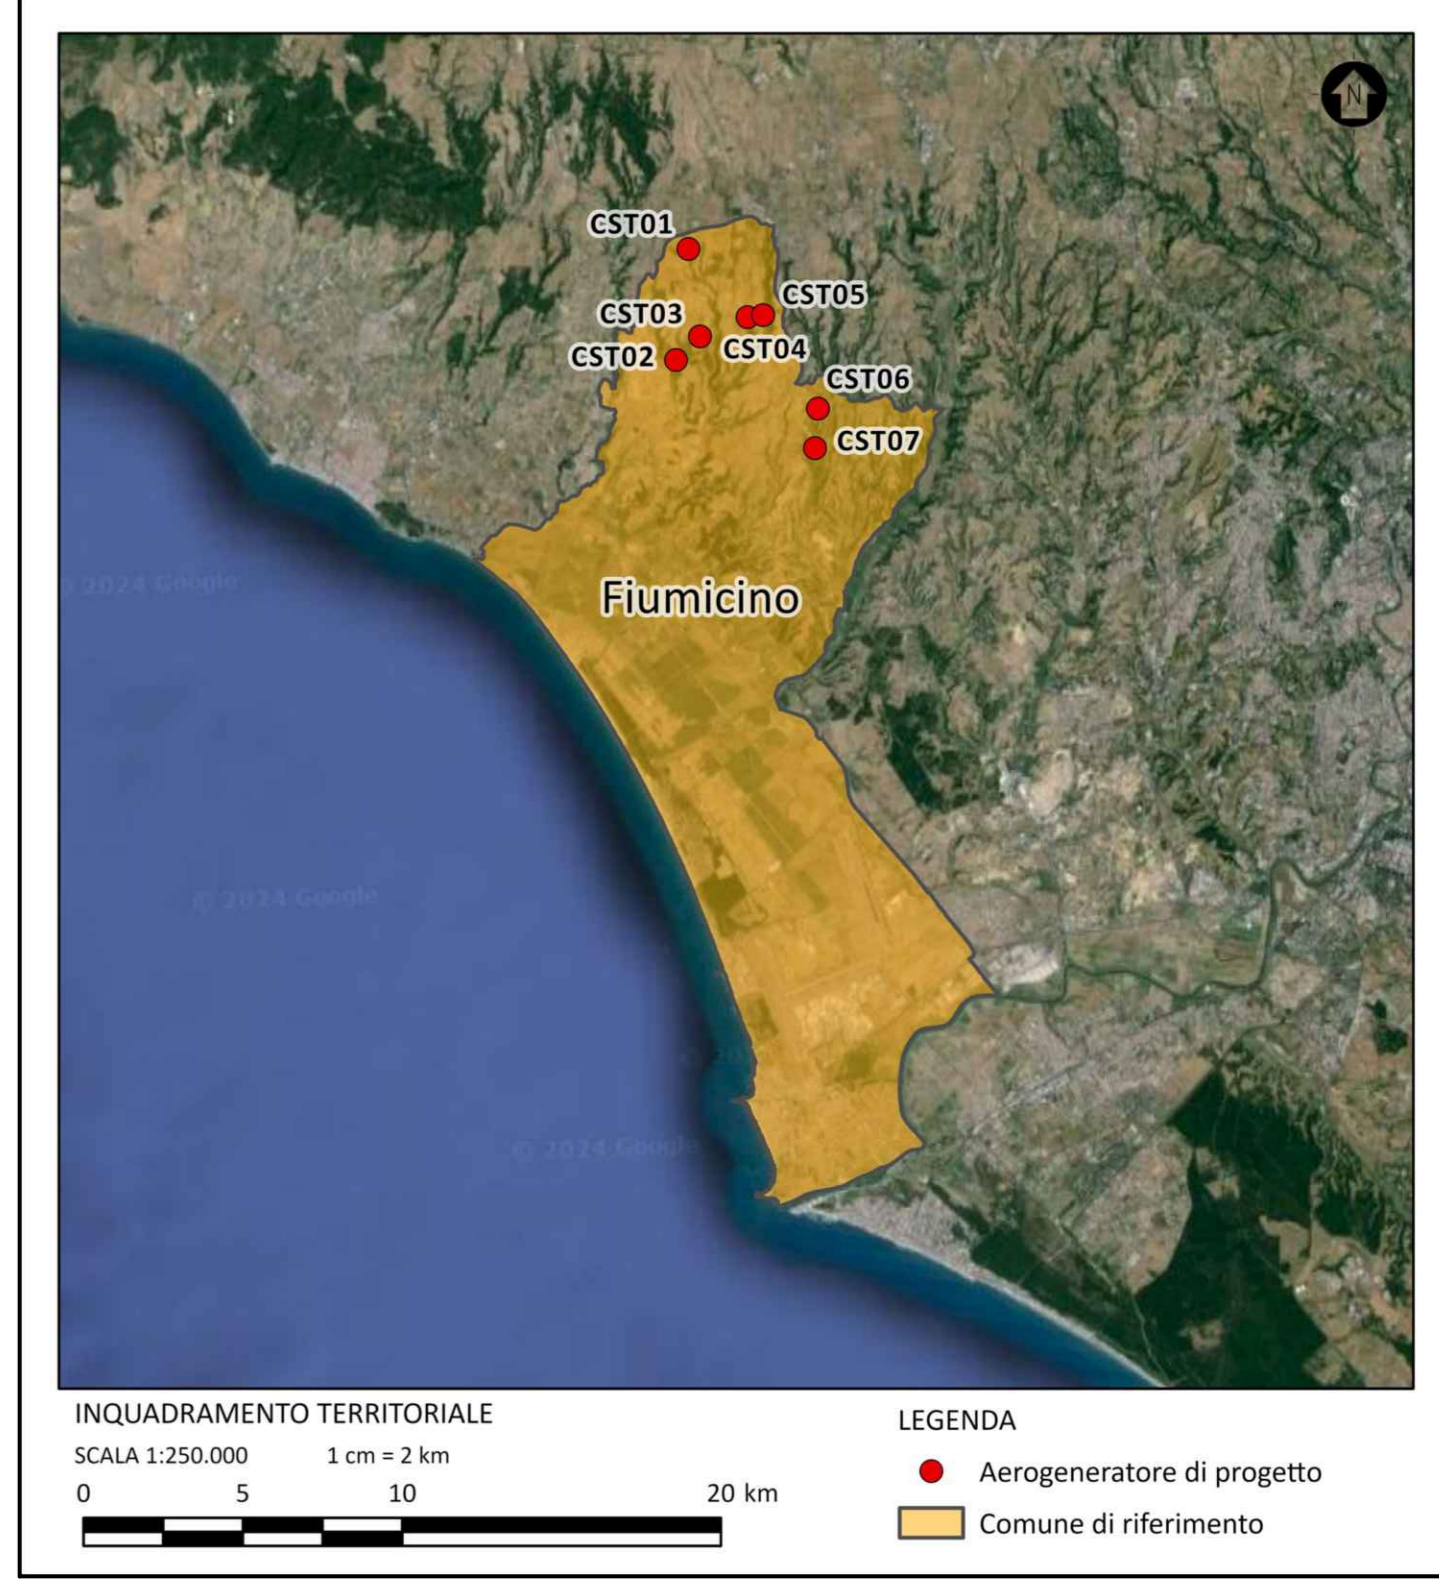 N
CST01
CST05
CST03
CST04
CST02
CST06
CST07
© 2024 Google
Fiumicino
© 2024 Google
© 2024 Google
INQUADRAMENTO TERRITORIALE
SCALA 1:250.000 1 cm = 2 km
0 5 10 20 km
LEGENDA
Aerogeneratore di progetto
Comune di riferimento